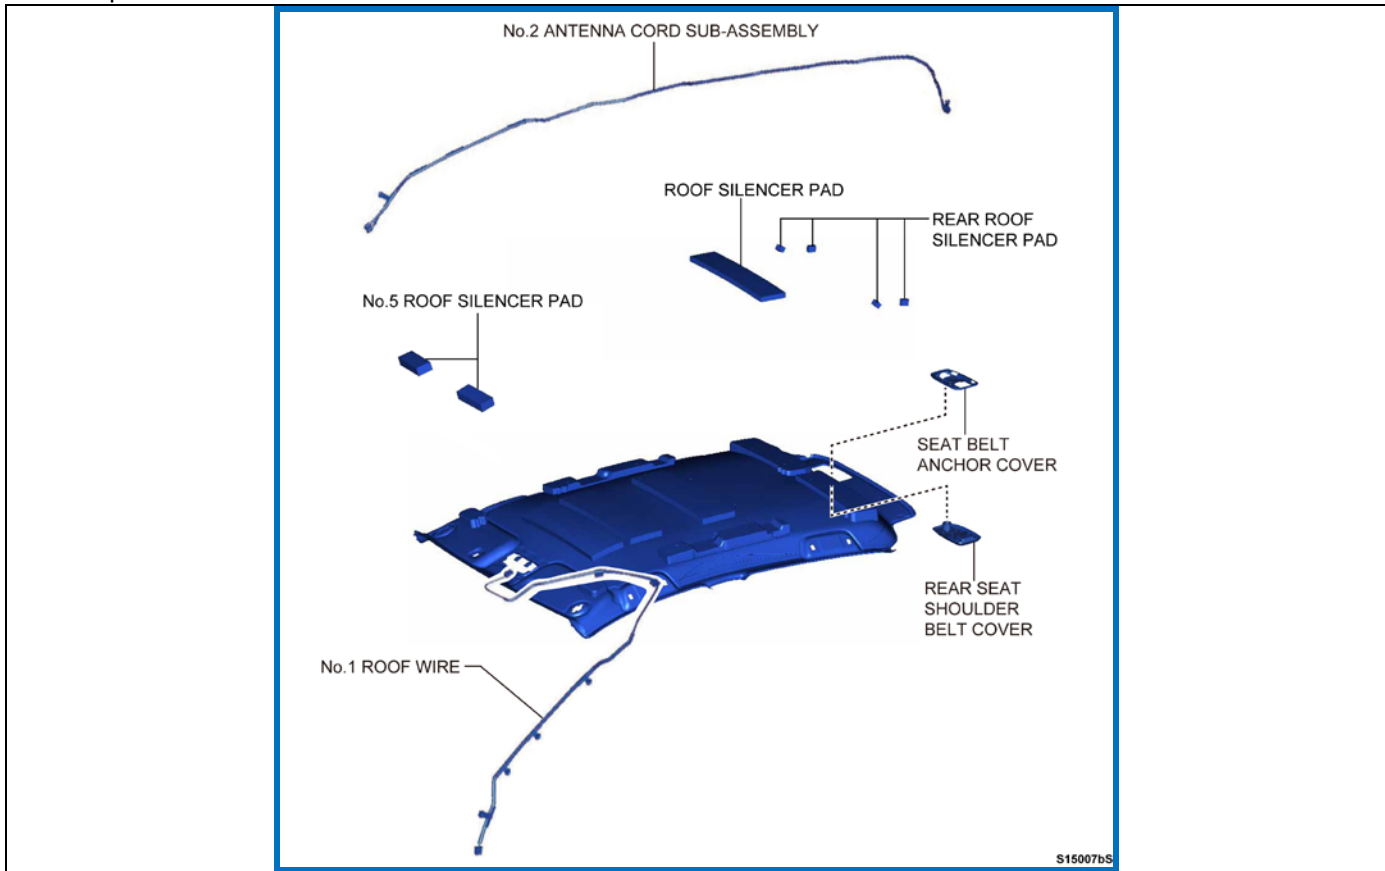 No.2 ANTENNA CORD SUB-ASSEMBLY
ROOF SILENCER PAD
REAR ROOF
SILENCER PAD
No.5 ROOF SILENCER PAD
SEAT BELT
ANCHOR COVER
REAR SEAT
SHOULDER
BELT COVER
No.1 ROOF WIRE
S15007bS